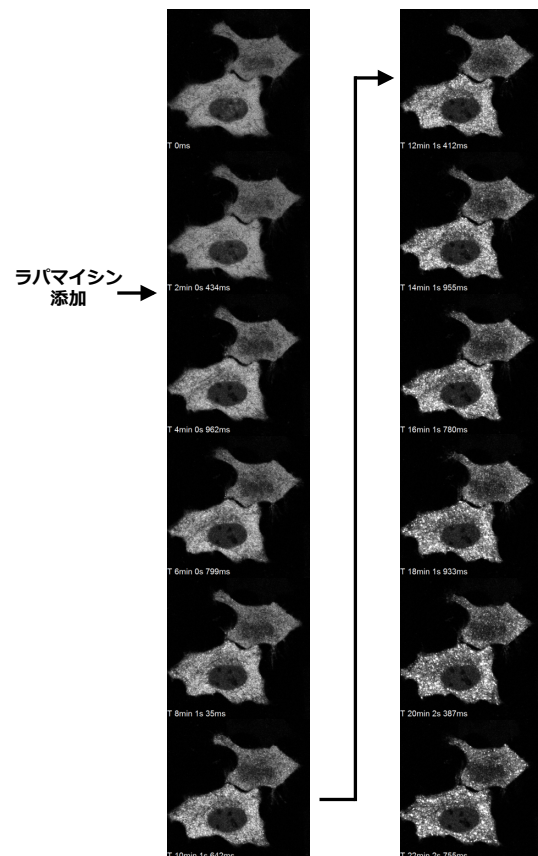 T 0ms
T 2min 0s 434ms
ラパマイシン
添加
T 4min 0s 962ms
T 6min 0s 799ms
T 8min 1s 35ms
T 10min 1s 642ms
T 12min 1s 412ms
T 14min 1s 955ms
T 16min 1s 780ms
T 18min 1s 933ms
T 20min 2s 387ms
T 22min 2s 755ms